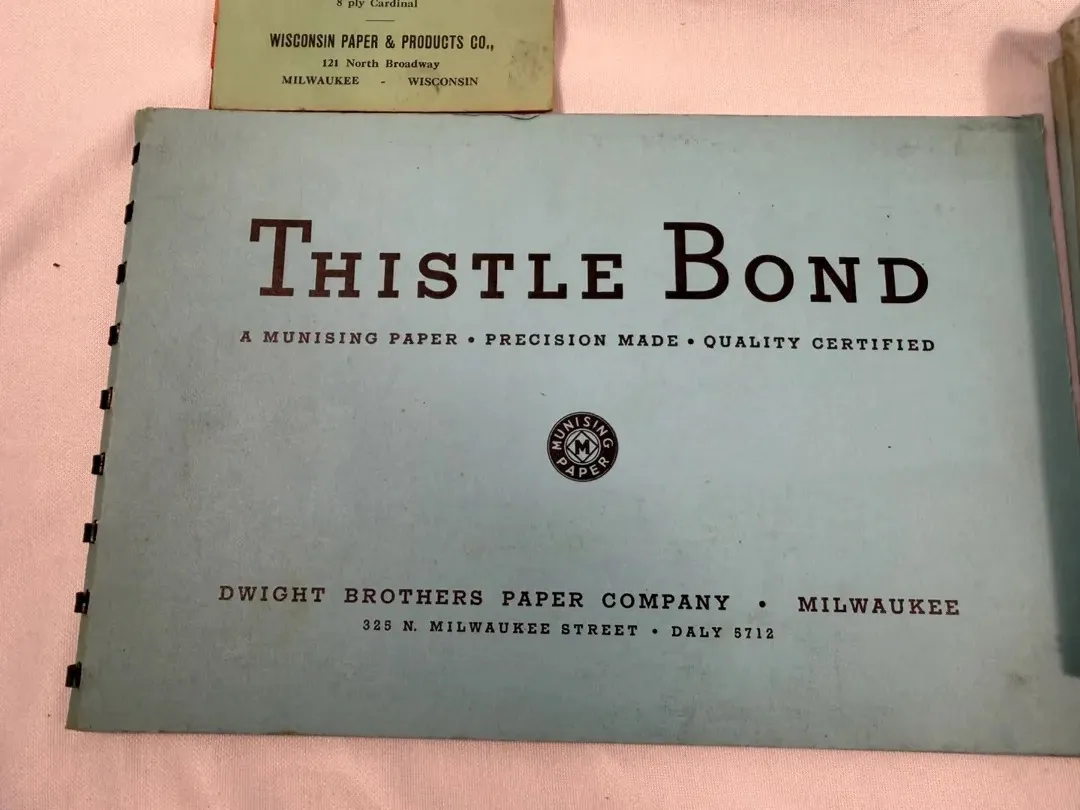 8 ply Cardinal
WISCONSIN PAPER & PRODUCTS CO.,
121 North Broadway
MILWAUKEE - WISCONSIN
THISTLE BOND
A MUNISING PAPER • PRECISION MADE • QUALITY CERTIFIED
MUNISING
M
PAPER
DWIGHT BROTHERS PAPER COMPANY • MILWAUKEE
325 N. MILWAUKEE STREET • DALY 5712